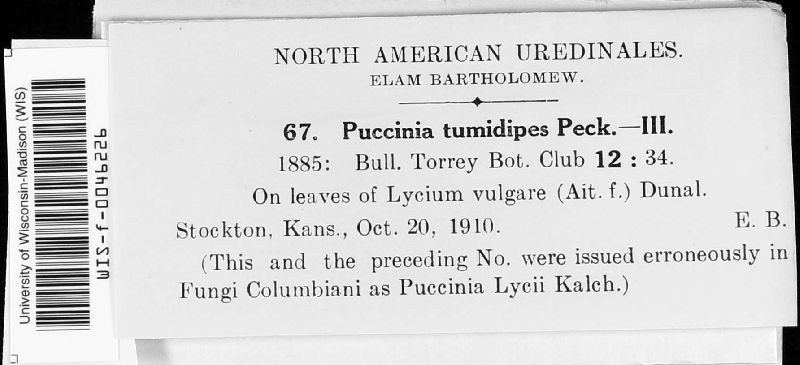 NORTH AMERICAN UREDINALES.
ELAM BARTHOLOMEW.
67. Puccinia tumidipes Peck.—III.
1885: Bull. Torrey Bot. Club 12 : 34.
On leaves of Lycium vulgare (Ait. f.) Dunal.
Stockton, Kans., Oct. 20, 1910. E. B.
(This and the preceding No. were issued erroneously in
Fungi Columbiani as Puccinia Lycii Kalch.)
University of Wisconsin-Madison (WIS)
WIS-f-0046226